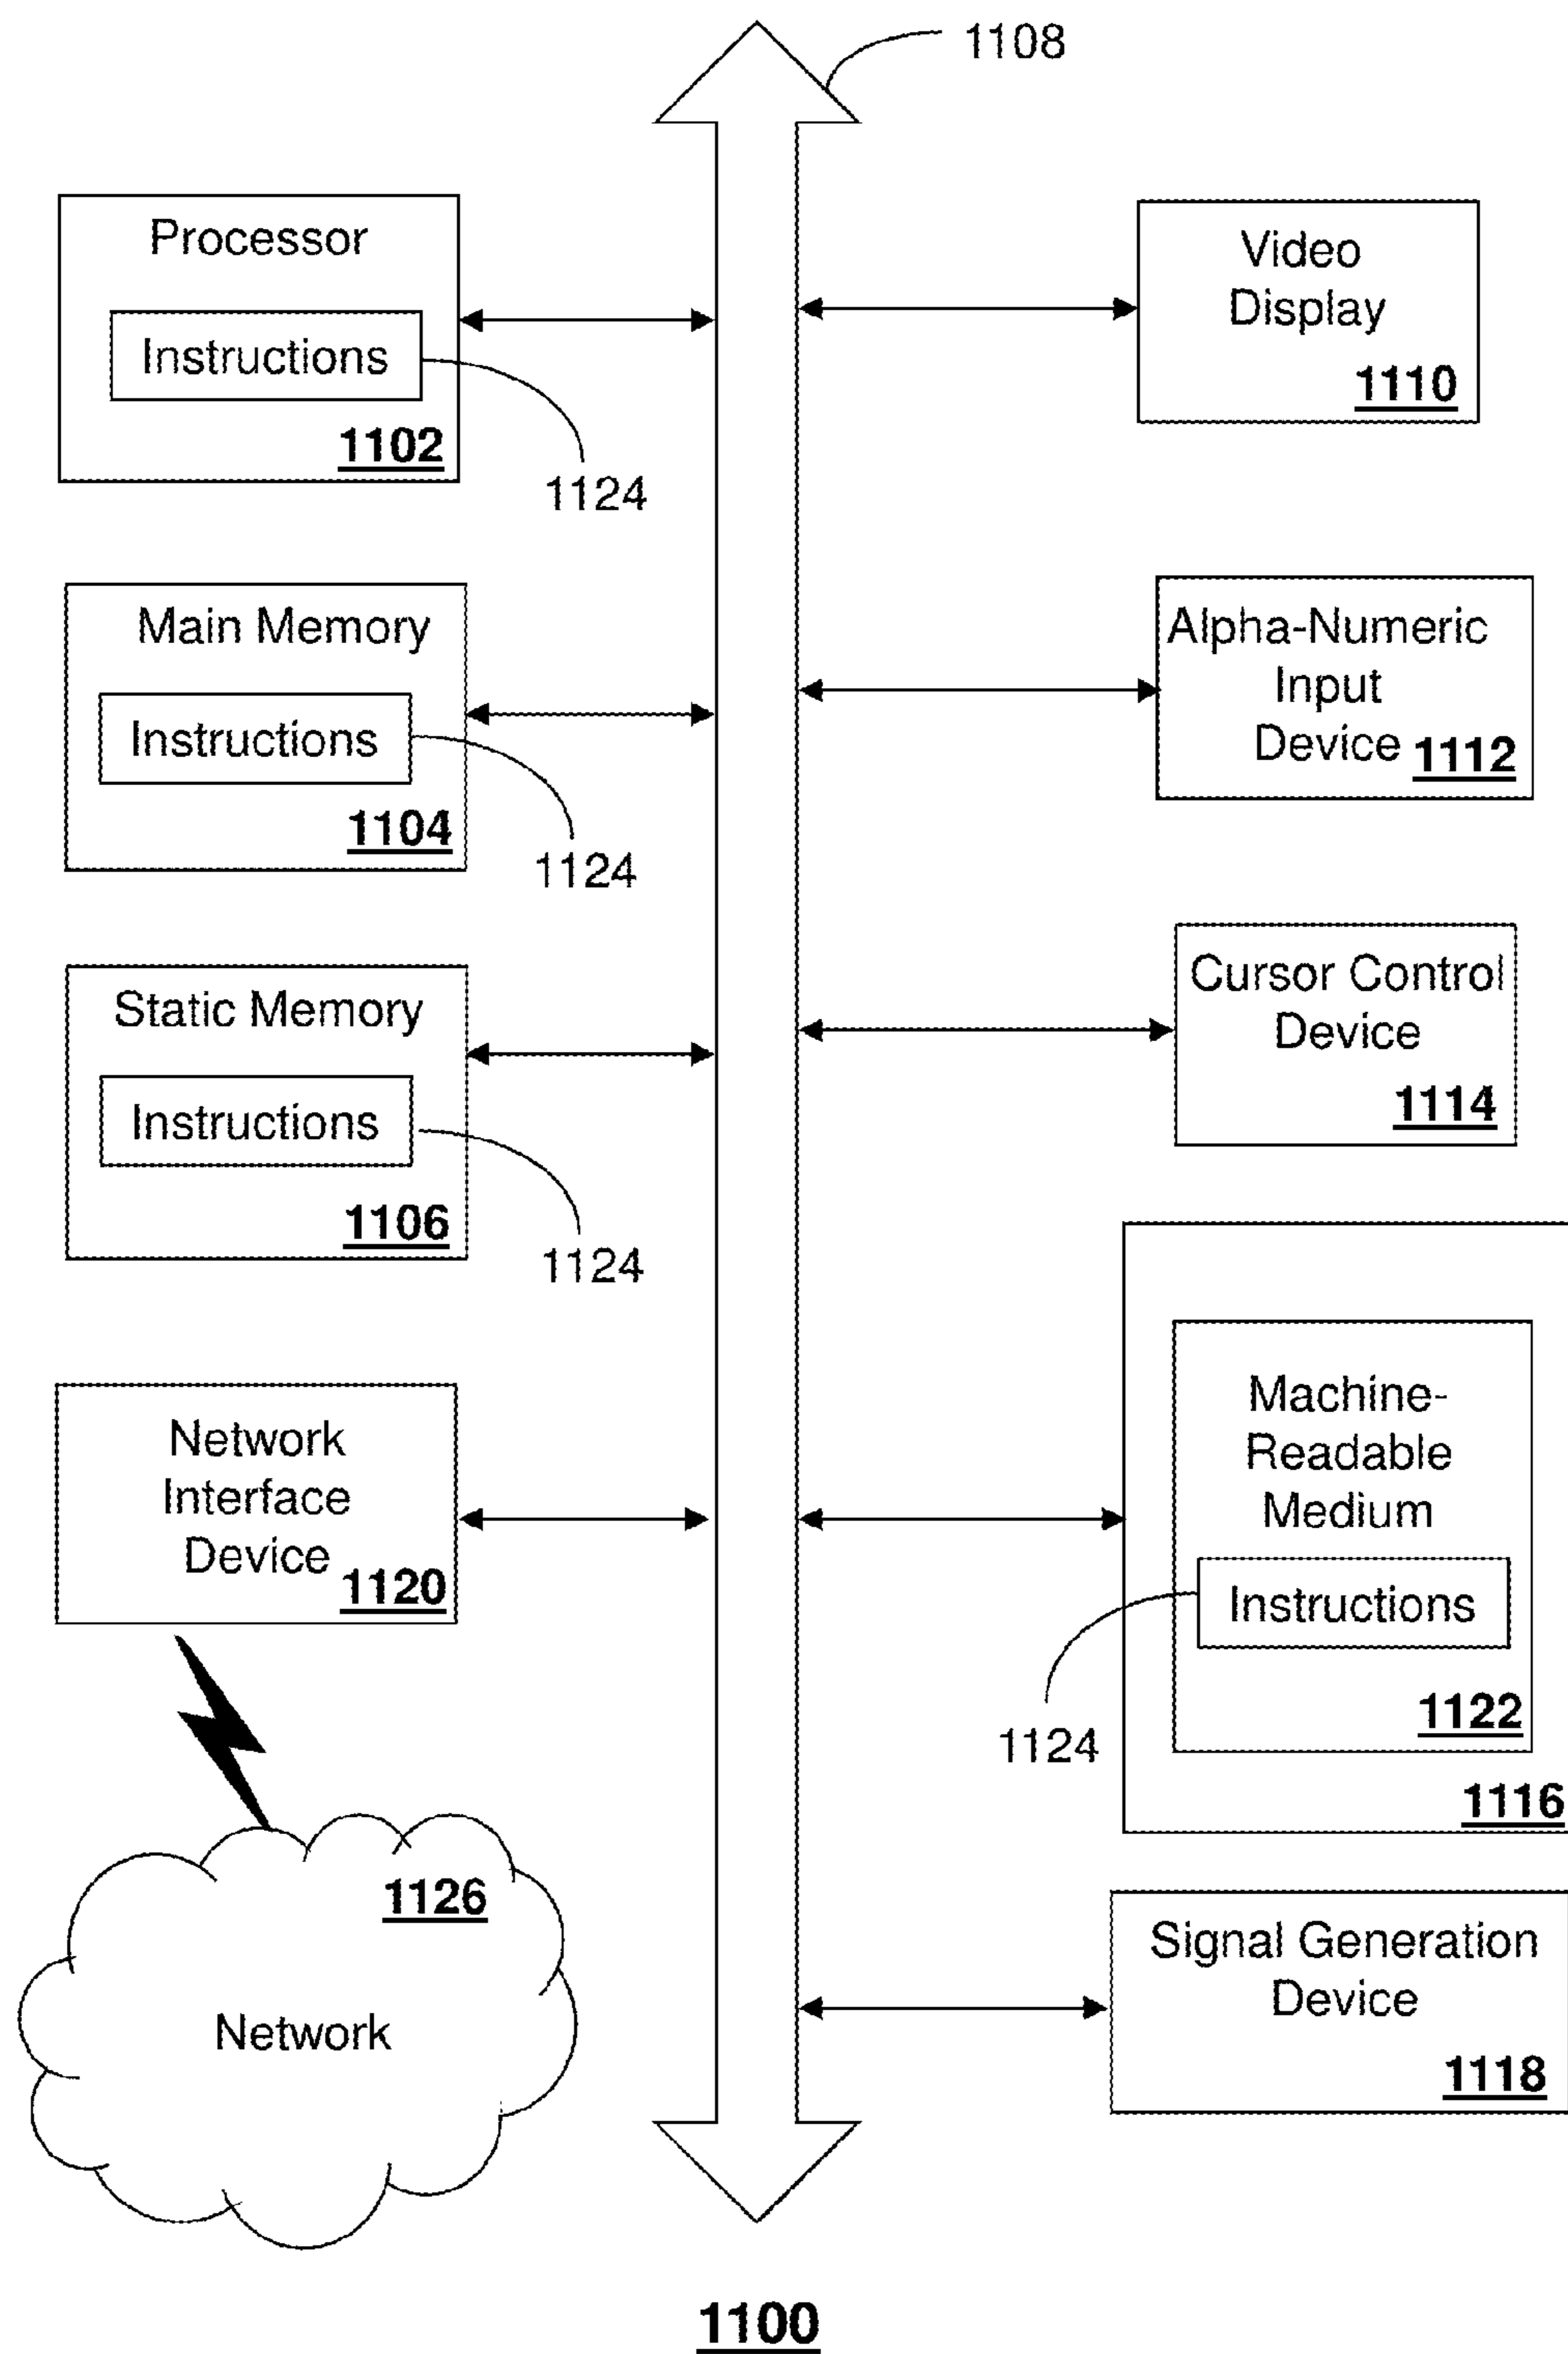 1108
Processor
Instructions
1102
1124
Main Memory
Instructions
1104
1124
Static Memory
Instructions
1106
1124
Network
Interface
Device
1120
1126
Network
Video
Display
1110
Alpha-Numeric
Input
Device 1112
Cursor Control
Device
1114
Machine-
Readable
Medium
Instructions
1124
1122
1116
Signal Generation
Device
1118
1100